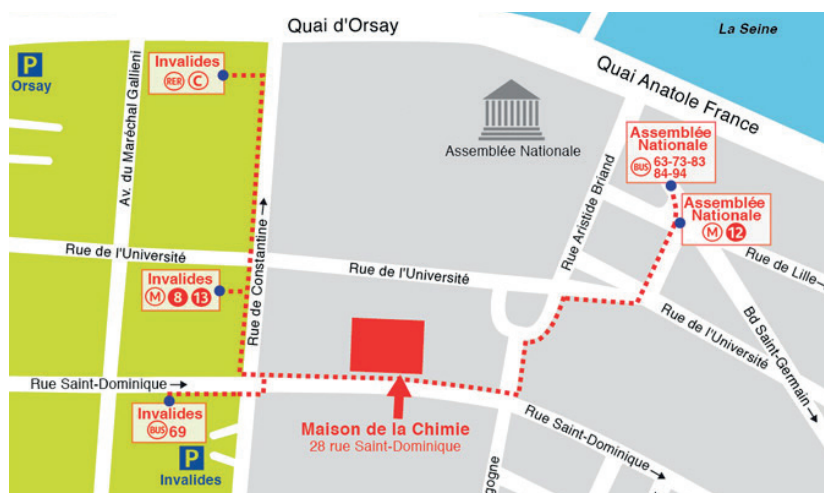 Quai d'Orsay
La Seine
Quai Anatole France
P
Orsay
Invalides
RER C
Av. du Maréchal Gallieni
Assemblée Nationale
Assemblée
Nationale
BUS 63-73-83
84-94
Assemblée
Nationale
M 12
Rue Aristide Briand
Rue de Constantine →
Rue de l'Université
Rue de l'Université
Rue de Lille→
Invalides
M 8 13
Rue de l'Université
Bd Saint-Germain
Rue Saint-Dominique →
Invalides
BUS 69
Maison de la Chimie
28 rue Saint-Dominique
Rue Saint-Dominique→
P
Invalides
ogogne